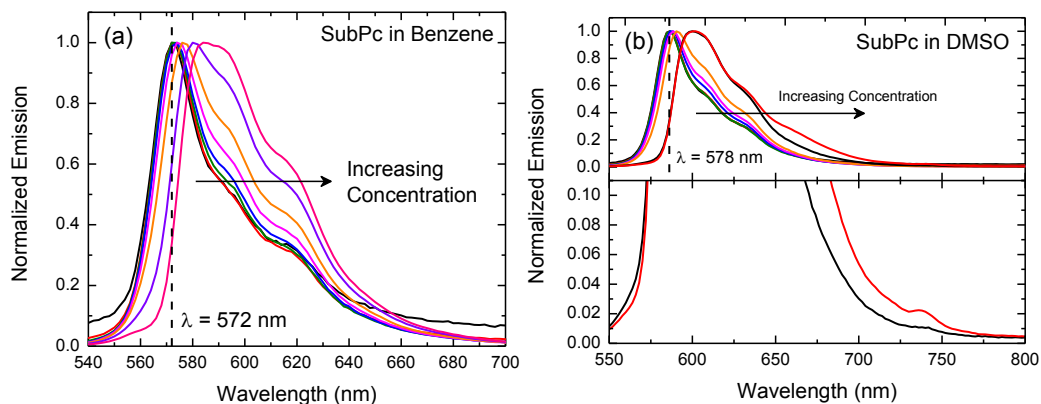 (a)
SubPc in Benzene
Normalized Emission
1.0
0.8
0.6
0.4
0.2
0.0
Increasing
Concentration
λ = 572 nm
540 560 580 600 620 640 660 680 700
Wavelength (nm)
(b)
SubPc in DMSO
Normalized Emission
1.0
0.8
0.6
0.4
0.2
0.0
Increasing Concentration
λ = 578 nm
0.10
0.08
0.06
0.04
0.02
0.00
550 600 650 700 750 800
Wavelength (nm)